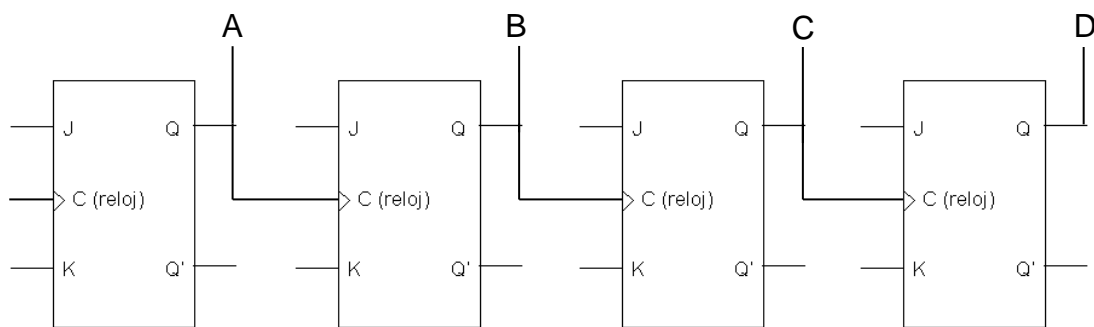 A B C D
J Q J Q J Q J Q
C (reloj) C (reloj) C (reloj) C (reloj)
K Q' K Q' K Q' K Q'